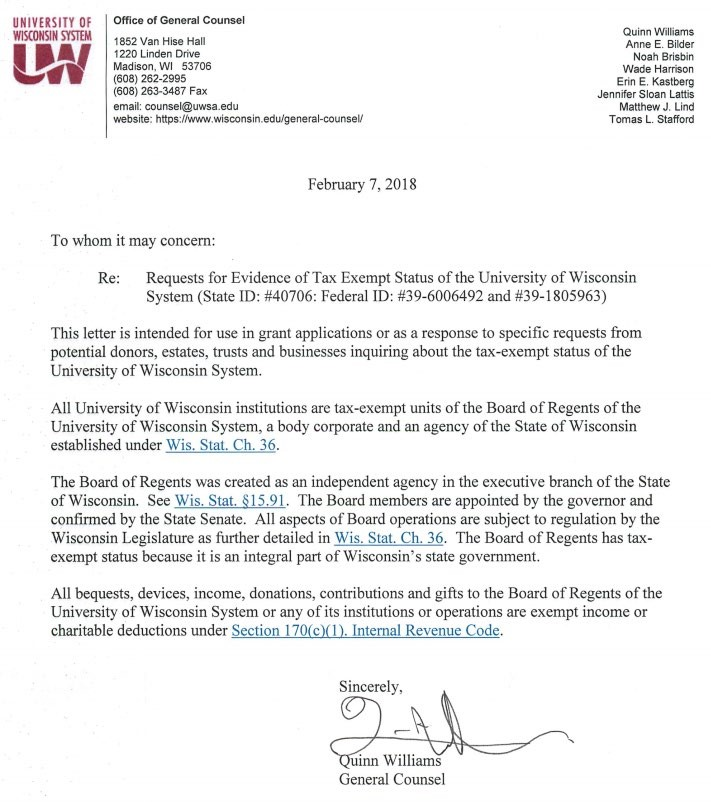 UNIVERSITY OF
WISCONSIN SYSTEM
UW
Office of General Counsel
1852 Van Hise Hall
1220 Linden Drive
Madison, WI 53706
(608) 262-2995
(608) 263-3487 Fax
email: counsel@uwsa.edu
website: https://www.wisconsin.edu/general-counsel/
Quinn Williams
Anne E. Bilder
Noah Brisbin
Wade Harrison
Erin E. Kastberg
Jennifer Sloan Lattis
Matthew J. Lind
Tomas L. Stafford
February 7, 2018
To whom it may concern:
Re: Requests for Evidence of Tax Exempt Status of the University of Wisconsin
System (State ID: #40706: Federal ID: #39-6006492 and #39-1805963)
This letter is intended for use in grant applications or as a response to specific requests from
potential donors, estates, trusts and businesses inquiring about the tax-exempt status of the
University of Wisconsin System.
All University of Wisconsin institutions are tax-exempt units of the Board of Regents of the
University of Wisconsin System, a body corporate and an agency of the State of Wisconsin
established under Wis. Stat. Ch. 36.
The Board of Regents was created as an independent agency in the executive branch of the State
of Wisconsin. See Wis. Stat. §15.91. The Board members are appointed by the governor and
confirmed by the State Senate. All aspects of Board operations are subject to regulation by the
Wisconsin Legislature as further detailed in Wis. Stat. Ch. 36. The Board of Regents has tax-
exempt status because it is an integral part of Wisconsin's state government.
All bequests, devices, income, donations, contributions and gifts to the Board of Regents of the
University of Wisconsin System or any of its institutions or operations are exempt income or
charitable deductions under Section 170(c)(1). Internal Revenue Code.
Sincerely,
Quinn Williams
General Counsel